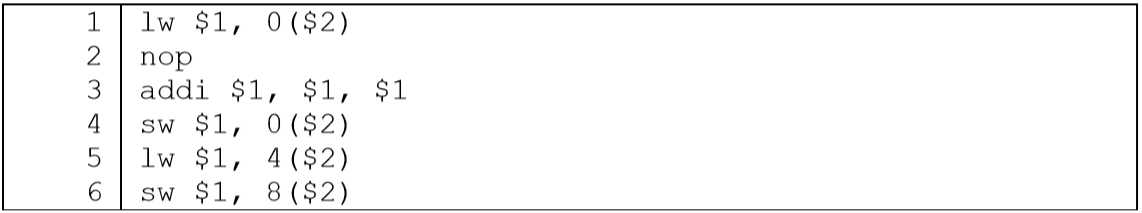 1 lw $1, 0($2)
2 nop
3 addi $1, $1, $1
4 sw $1, 0($2)
5 lw $1, 4($2)
6 sw $1, 8($2)